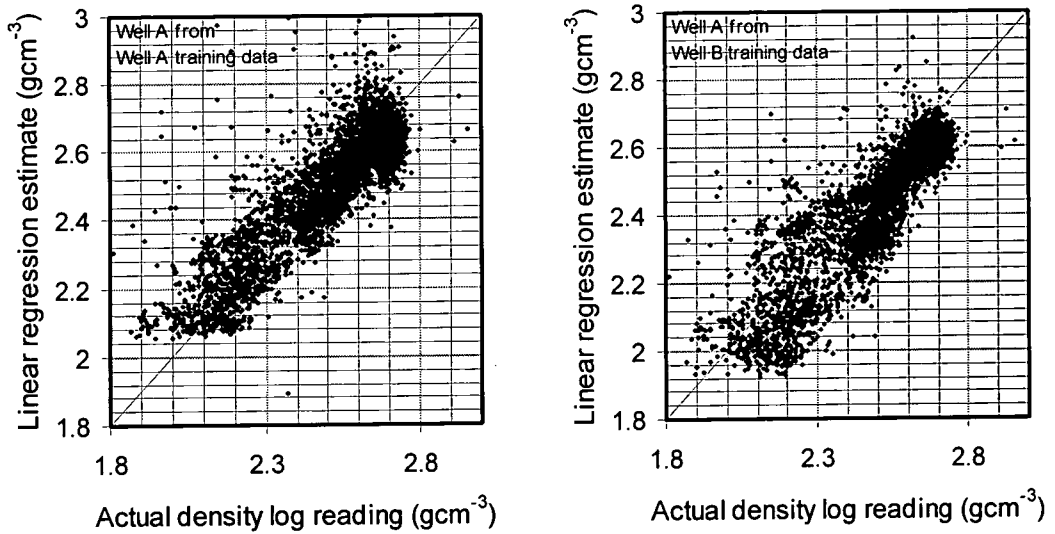 Linear regression estimate (gcm-3)
3
2.8
2.6
2.4
2.2
2
1.8
Well A from
Well A training data
1.8
2.3
2.8
Actual density log reading (gcm-3)
Linear regression estimate (gcm-3)
3
2.8
2.6
2.4
2.2
2
1.8
Well A from
Well B training data
1.8
2.3
2.8
Actual density log reading (gcm-3)